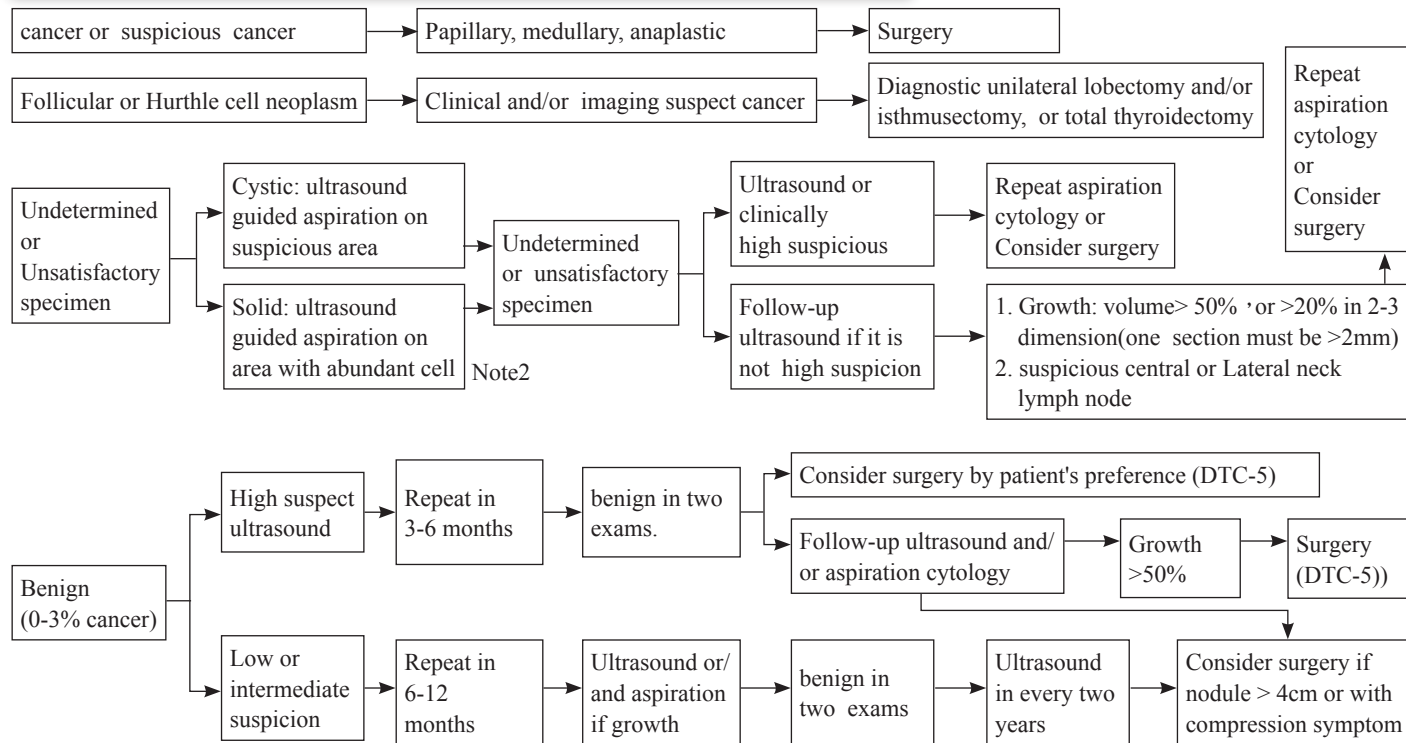 cancer or suspicious cancer
Papillary, medullary, anaplastic
Surgery
Follicular or Hurthle cell neoplasm
Clinical and/or imaging suspect cancer
Diagnostic unilateral lobectomy and/or
isthmusectomy, or total thyroidectomy
Repeat
aspiration
cytology
or
Consider
surgery
Undetermined
or
Unsatisfactory
specimen
Cystic: ultrasound
guided aspiration on
suspicious area
Solid: ultrasound
guided aspiration on
area with abundant cell
Note2
Undetermined
or unsatisfactory
specimen
Ultrasound or
clinically
high suspicious
Repeat aspiration
cytology or
Consider surgery
Follow-up
ultrasound if it is
not high suspicion
1. Growth: volume> 50% ,or >20% in 2-3
dimension(one section must be >2mm)
2. suspicious central or Lateral neck
lymph node
Benign
(0-3% cancer)
High suspect
ultrasound
Repeat in
3-6 months
benign in two
exams.
Consider surgery by patient's preference (DTC-5)
Follow-up ultrasound and/
or aspiration cytology
Growth
>50%
Surgery
(DTC-5))
Low or
intermediate
suspicion
Repeat in
6-12
months
Ultrasound or/
and aspiration
if growth
benign in
two exams
Ultrasound
in every two
years
Consider surgery if
nodule > 4cm or with
compression symptom